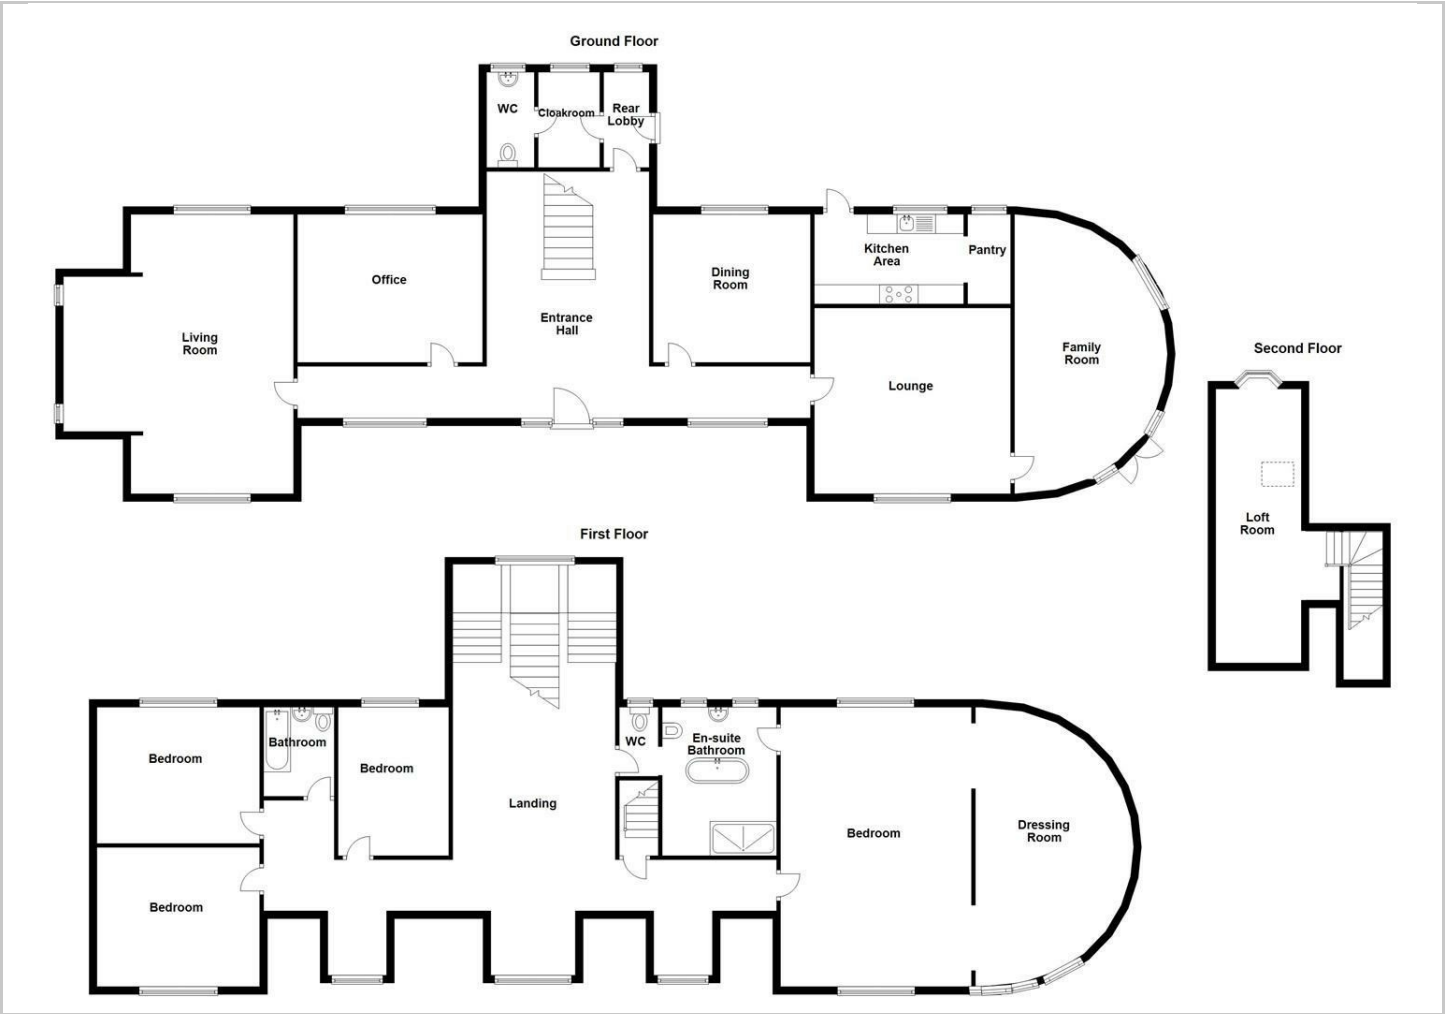 Ground Floor
WC
Cloakroom
Rear
Lobby
Living
Room
Office
Entrance
Hall
Dining
Room
Kitchen
Area
Pantry
Lounge
Family
Room
Second Floor
Loft
Room
First Floor
Bedroom
Bathroom
Bedroom
Landing
WC
En-suite
Bathroom
Bedroom
Dressing
Room
Bedroom